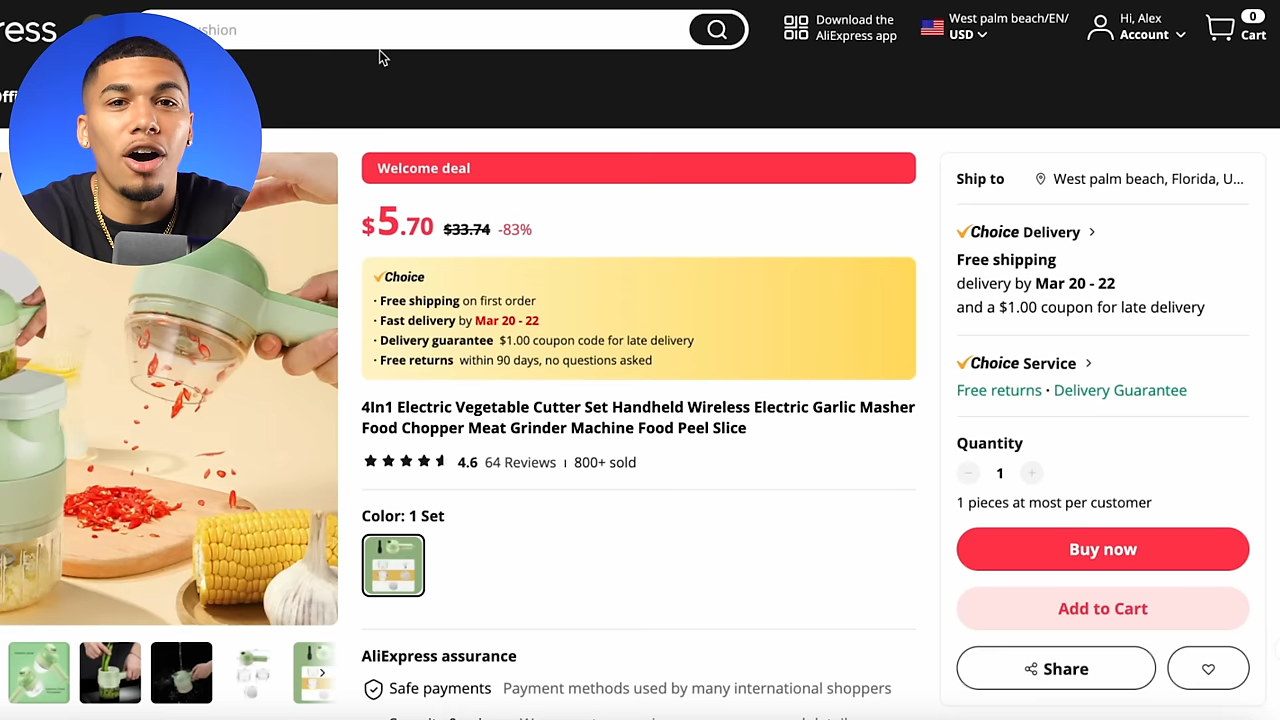 ress
shion
Download the
AliExpress app
West palm beach/EN/
USD
Hi, Alex
Account
0
Cart
Welcome deal
$5.70 $33.74 -83%
Choice
· Free shipping on first order
· Fast delivery by Mar 20 - 22
· Delivery guarantee $1.00 coupon code for late delivery
· Free returns within 90 days, no questions asked
4In1 Electric Vegetable Cutter Set Handheld Wireless Electric Garlic Masher
Food Chopper Meat Grinder Machine Food Peel Slice
4.6 64 Reviews 800+ sold
Color: 1 Set
AliExpress assurance
Safe payments Payment methods used by many international shoppers
Ship to West palm beach, Florida, U...
Choice Delivery >
Free shipping
delivery by Mar 20 - 22
and a $1.00 coupon for late delivery
Choice Service >
Free returns · Delivery Guarantee
Quantity
− 1 +
1 pieces at most per customer
Buy now
Add to Cart
Share